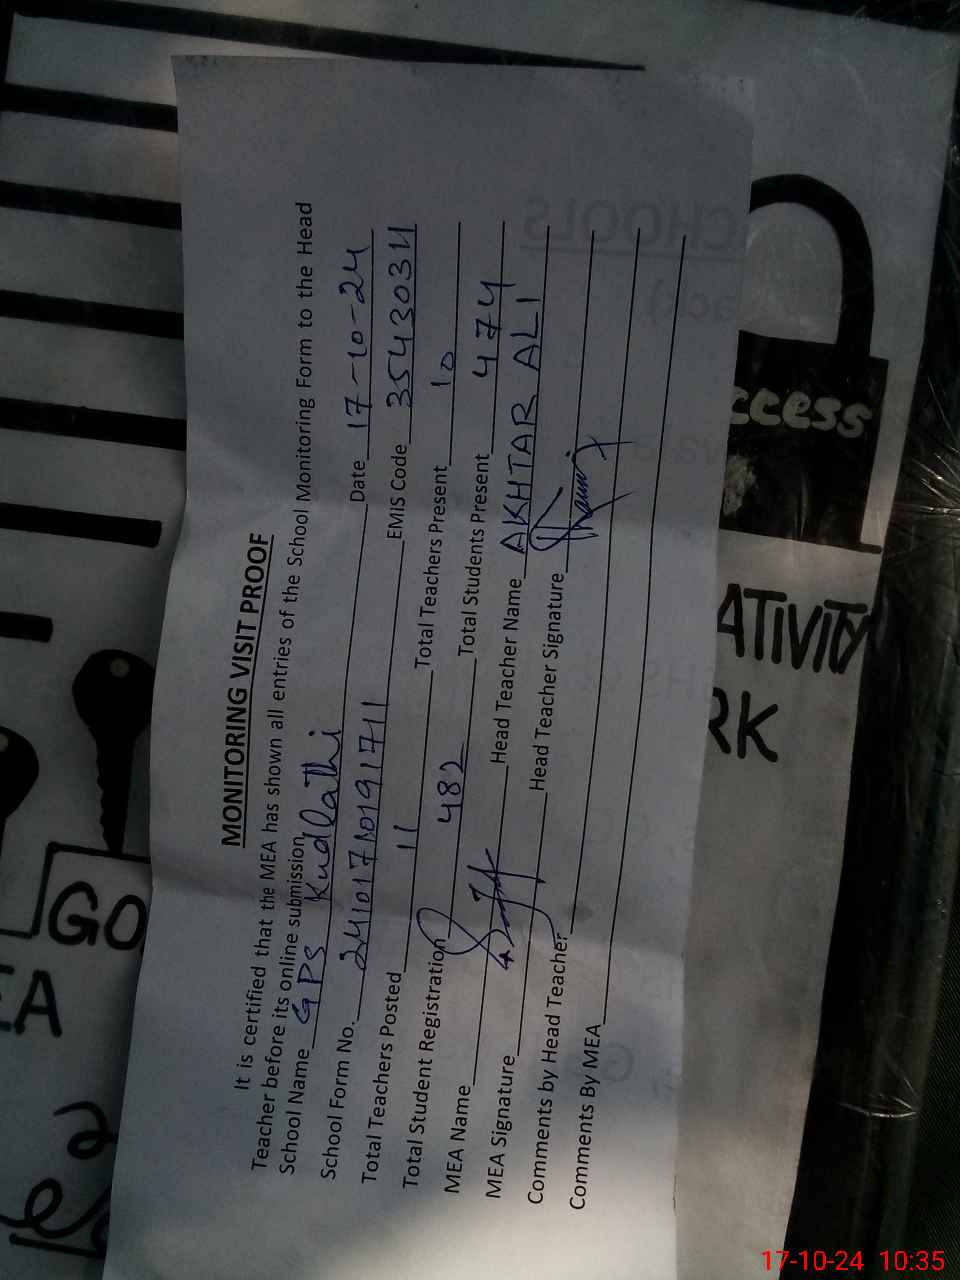 MONITORING VISIT PROOF
It is certified that the MEA has shown all entries of the School Monitoring Form to the Head
Teacher before its online submission
School Name GPS Kudlathi Date 17-10-24
School Form No. 241017101917 11 EMIS Code 35430311
Total Teachers Posted 11 Total Teachers Present 10
Total Student Registration 482 Total Students Present 474
MEA Name Head Teacher Name AKHTAR ALI
MEA Signature Head Teacher Signature
Comments by Head Teacher
Comments By MEA
GO
EA
CHOOLS
ccess
ATIVITY
RK
17-10-24 10:35